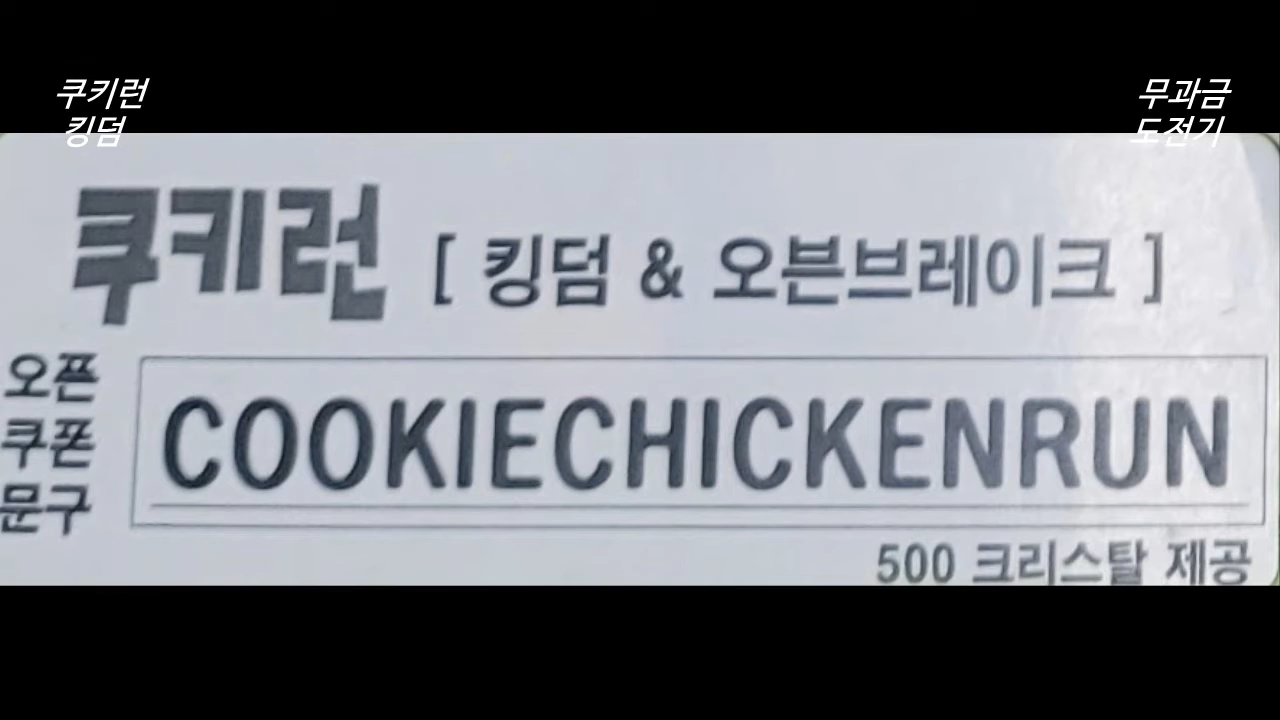 쿠키런
킹덤
무과금
도전기
쿠키런 [ 킹덤 & 오븐브레이크 ]
오픈
쿠폰
문구
COOKIECHICKENRUN
500 크리스탈 제공